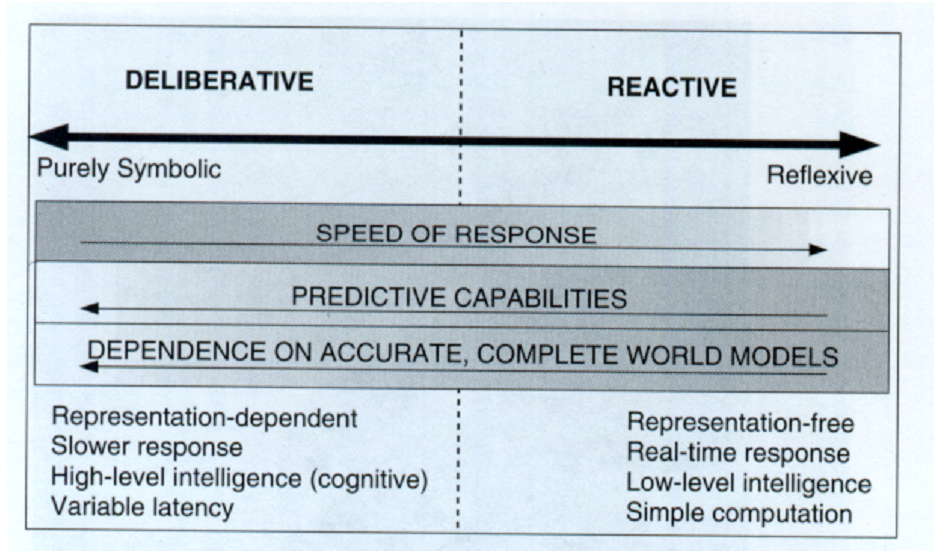 DELIBERATIVE
REACTIVE
Purely Symbolic
Reflexive
SPEED OF RESPONSE
PREDICTIVE CAPABILITIES
DEPENDENCE ON ACCURATE, COMPLETE WORLD MODELS
Representation-dependent
Slower response
High-level intelligence (cognitive)
Variable latency
Representation-free
Real-time response
Low-level intelligence
Simple computation